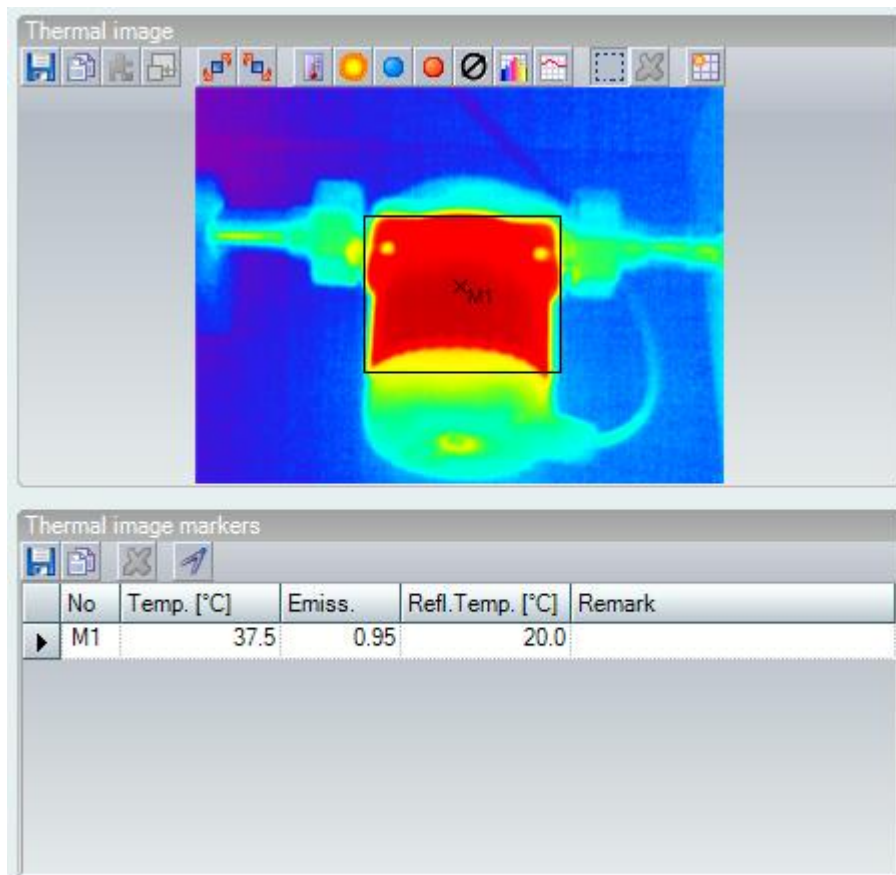 Thermal image
M1
Thermal image markers
No Temp. [°C] Emiss. Refl.Temp. [°C] Remark
M1 37.5 0.95 20.0